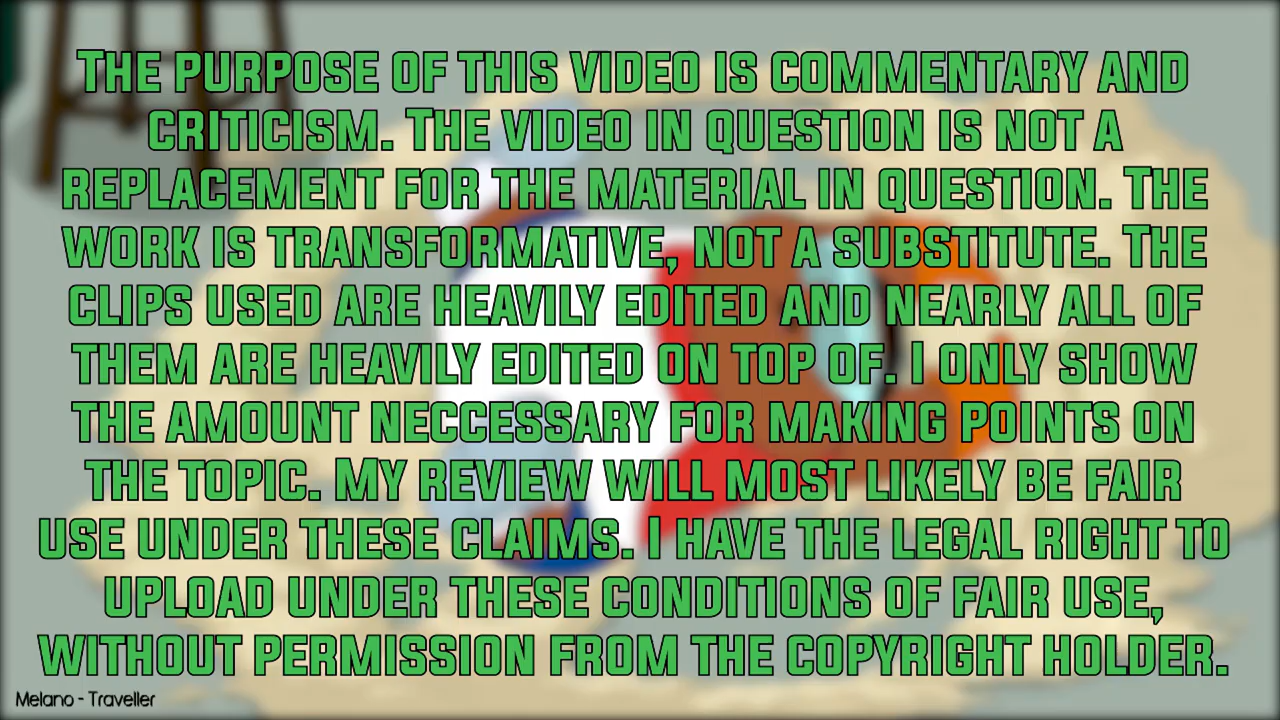 The purpose of this video is commentary and
criticism. The video in question is not a
replacement for the material in question. The
work is transformative, not a substitute. The
clips used are heavily edited and nearly all of
them are heavily edited on top of. I only show
the amount neccessary for making points on
the topic. My review will most likely be fair
use under these claims. I have the legal right to
upload under these conditions of fair use,
without permission from the copyright holder.
Melano - Traveller